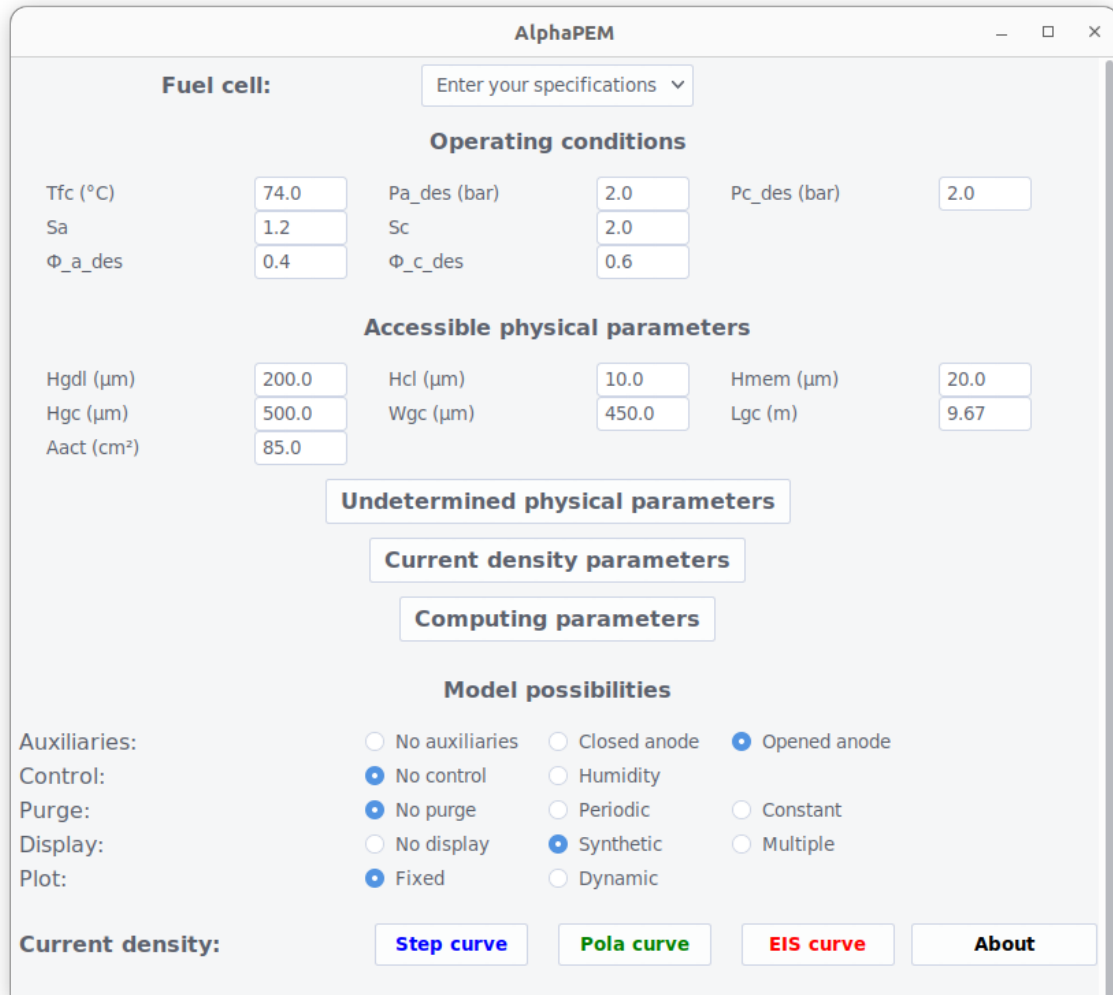 AlphaPEM
Fuel cell: Enter your specifications
Operating conditions
Tfc (°C) 74.0 Pa_des (bar) 2.0 Pc_des (bar) 2.0
Sa 1.2 Sc 2.0
Φ_a_des 0.4 Φ_c_des 0.6
Accessible physical parameters
Hgdl (µm) 200.0 Hcl (µm) 10.0 Hmem (µm) 20.0
Hgc (µm) 500.0 Wgc (µm) 450.0 Lgc (m) 9.67
Aact (cm²) 85.0
Undetermined physical parameters
Current density parameters
Computing parameters
Model possibilities
Auxiliaries: No auxiliaries Closed anode Opened anode
Control: No control Humidity
Purge: No purge Periodic Constant
Display: No display Synthetic Multiple
Plot: Fixed Dynamic
Current density: Step curve Pola curve EIS curve About